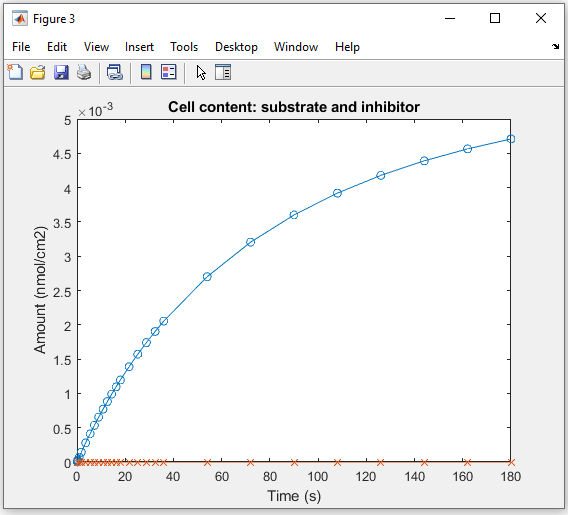 Figure 3
File Edit View Insert Tools Desktop Window Help
Cell content: substrate and inhibitor
×10-3
5
4.5
4
3.5
3
2.5
2
1.5
1
0.5
0
Amount (nmol/cm2)
0 20 40 60 80 100 120 140 160 180
Time (s)